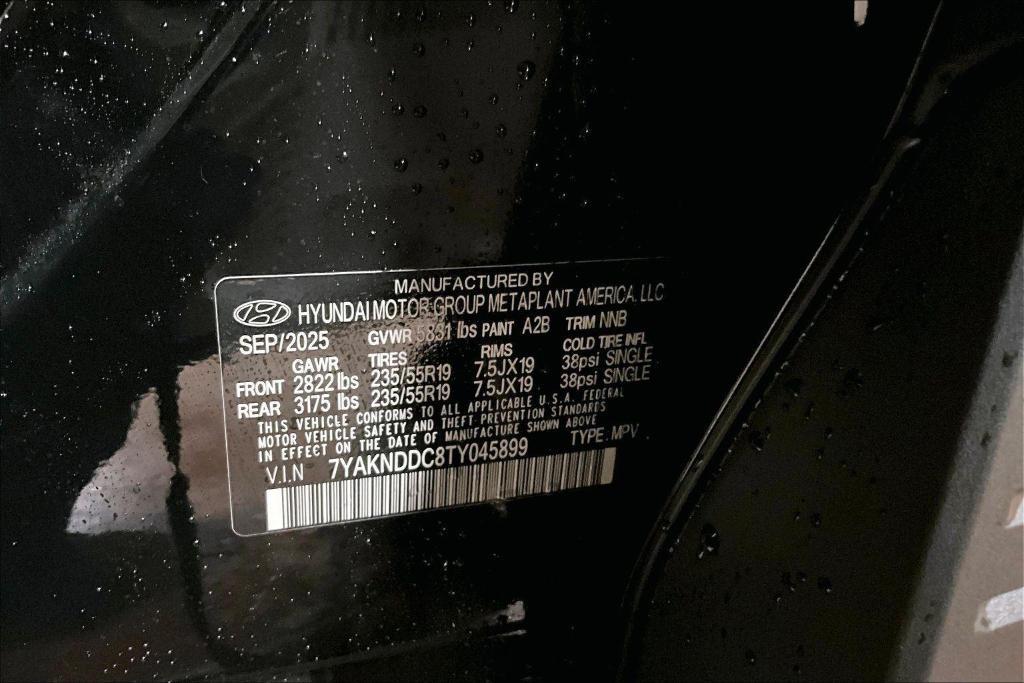 MANUFACTURED BY
HYUNDAI MOTOR GROUP METAPLANT AMERICA, LLC
SEP/2025 GVWR 5831 lbs PAINT A2B TRIM NNB
GAWR TIRES RIMS COLD TIRE INFL
FRONT 2822 lbs 235/55R19 7.5JX19 38psi SINGLE
REAR 3175 lbs 235/55R19 7.5JX19 38psi SINGLE
THIS VEHICLE CONFORMS TO ALL APPLICABLE U.S.A. FEDERAL
MOTOR VEHICLE SAFETY AND THEFT PREVENTION STANDARDS
IN EFFECT ON THE DATE OF MANUFACTURE SHOWN ABOVE
V.I.N 7YAKNDDC8TY045899 TYPE.MPV